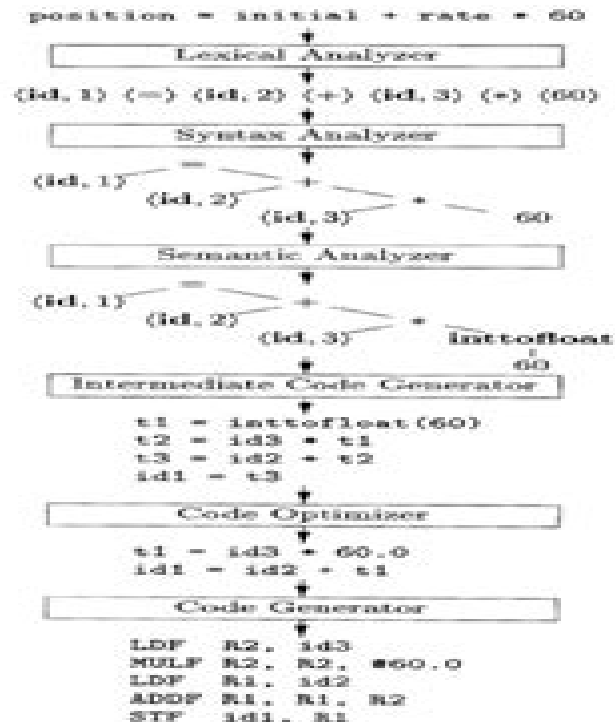 position = initial + rate * 60
Lexical Analyzer
(id, 1) (=) (id, 2) (+) (id, 3) (*) (60)
Syntax Analyzer
=
(id, 1) +
(id, 2) *
(id, 3) 60
Semantic Analyzer
=
(id, 1) +
(id, 2) *
(id, 3) inttofloat
60
Intermediate Code Generator
t1 = inttofloat(60)
t2 = id3 * t1
t3 = id2 + t2
id1 = t3
Code Optimizer
t1 = id3 * 60.0
id1 = id2 + t1
Code Generator
LDF R2, id3
MULF R2, R2, #60.0
LDF R1, id2
ADDF R1, R1, R2
STF id1, R1